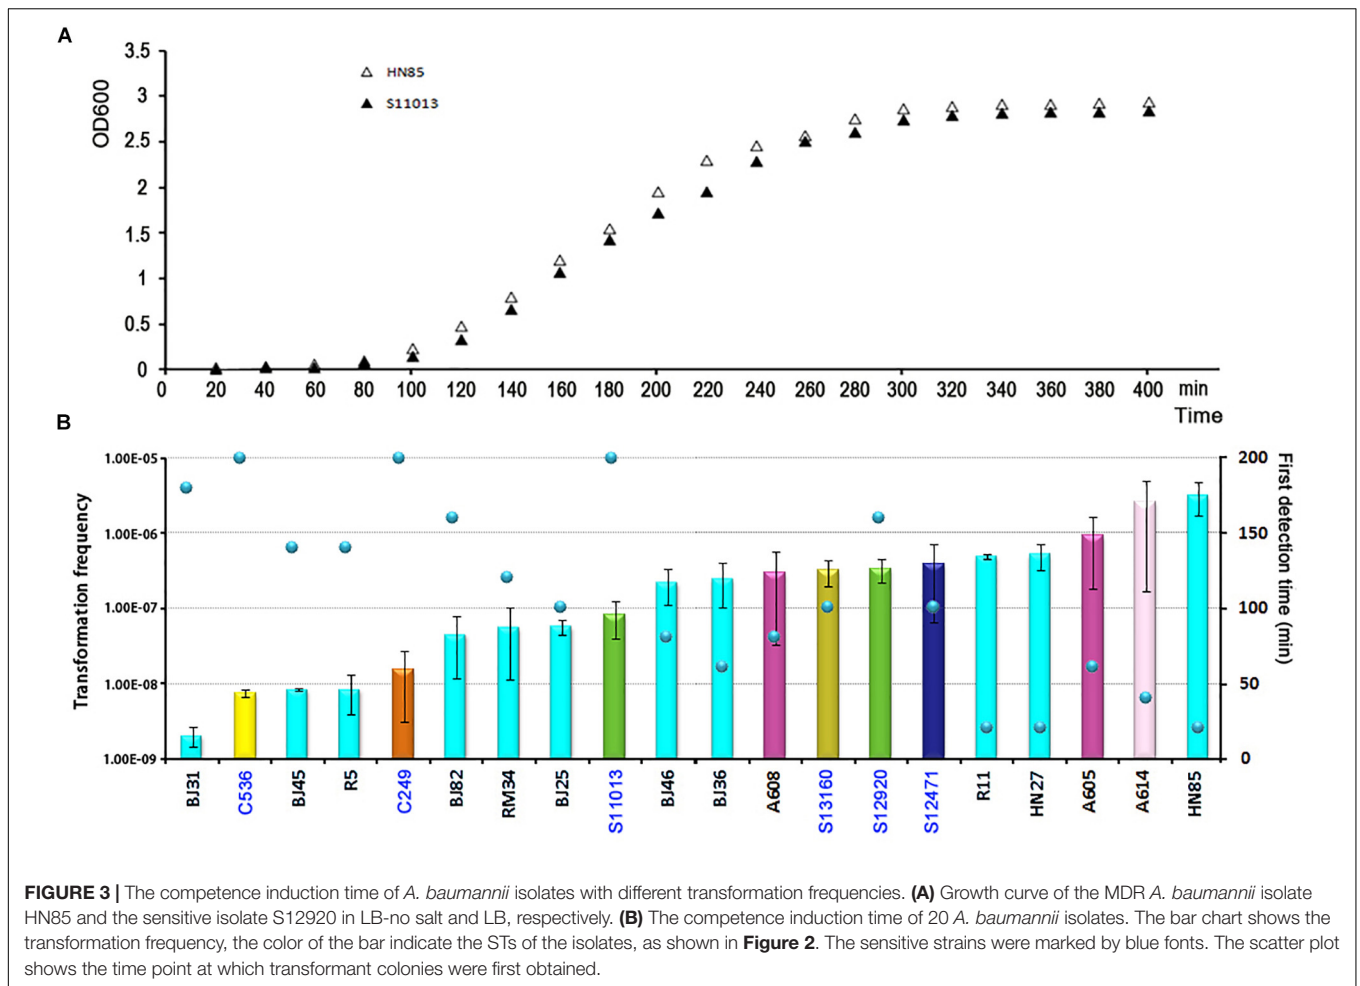 A
3.5
3
2.5
2
1.5
1
0.5
0
OD600
HN85
S11013
0 20 40 60 80 100 120 140 160 180 200 220 240 260 280 300 320 340 360 380 400 min
Time
B
1.00E-05
1.00E-06
1.00E-07
1.00E-08
1.00E-09
Transformation frequency
200
150
100
50
0
First detection time (min)
BJ31 C536 BJ45 R5 C249 BJ82 RM34 BJ25 S11013 BJ46 BJ36 A608 S13160 S12920 S12471 R11 HN27 A605 A614 HN85
FIGURE 3 | The competence induction time of A. baumannii isolates with different transformation frequencies. (A) Growth curve of the MDR A. baumannii isolate
HN85 and the sensitive isolate S12920 in LB-no salt and LB, respectively. (B) The competence induction time of 20 A. baumannii isolates. The bar chart shows the
transformation frequency, the color of the bar indicate the STs of the isolates, as shown in Figure 2. The sensitive strains were marked by blue fonts. The scatter plot
shows the time point at which transformant colonies were first obtained.